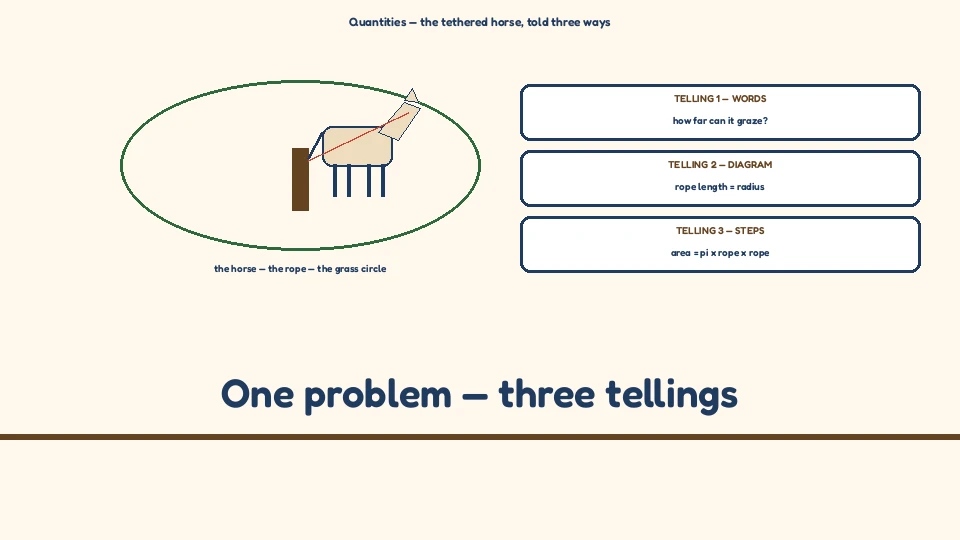 Quantities — the tethered horse, told three ways
TELLING 1 — WORDS
how far can it graze?
TELLING 2 — DIAGRAM
rope length = radius
TELLING 3 — STEPS
area = pi x rope x rope
the horse — the rope — the grass circle
One problem — three tellings